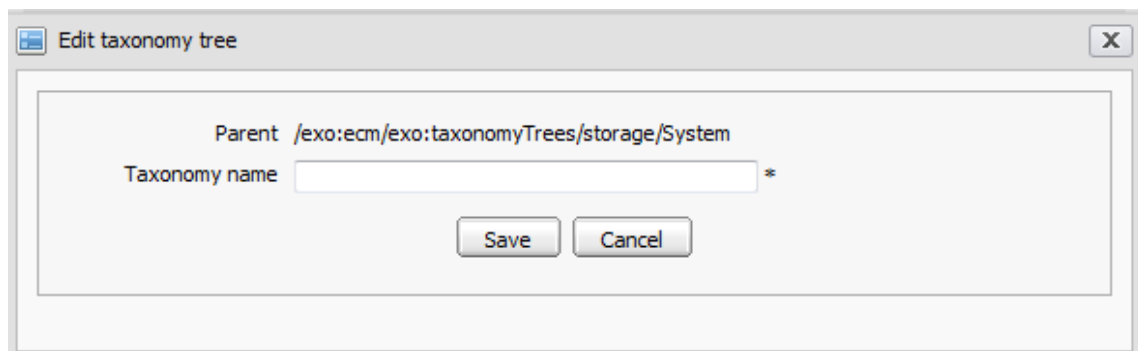 Edit taxonomy tree
Parent /exo:ecm/exo:taxonomyTrees/storage/System
Taxonomy name *
Save Cancel